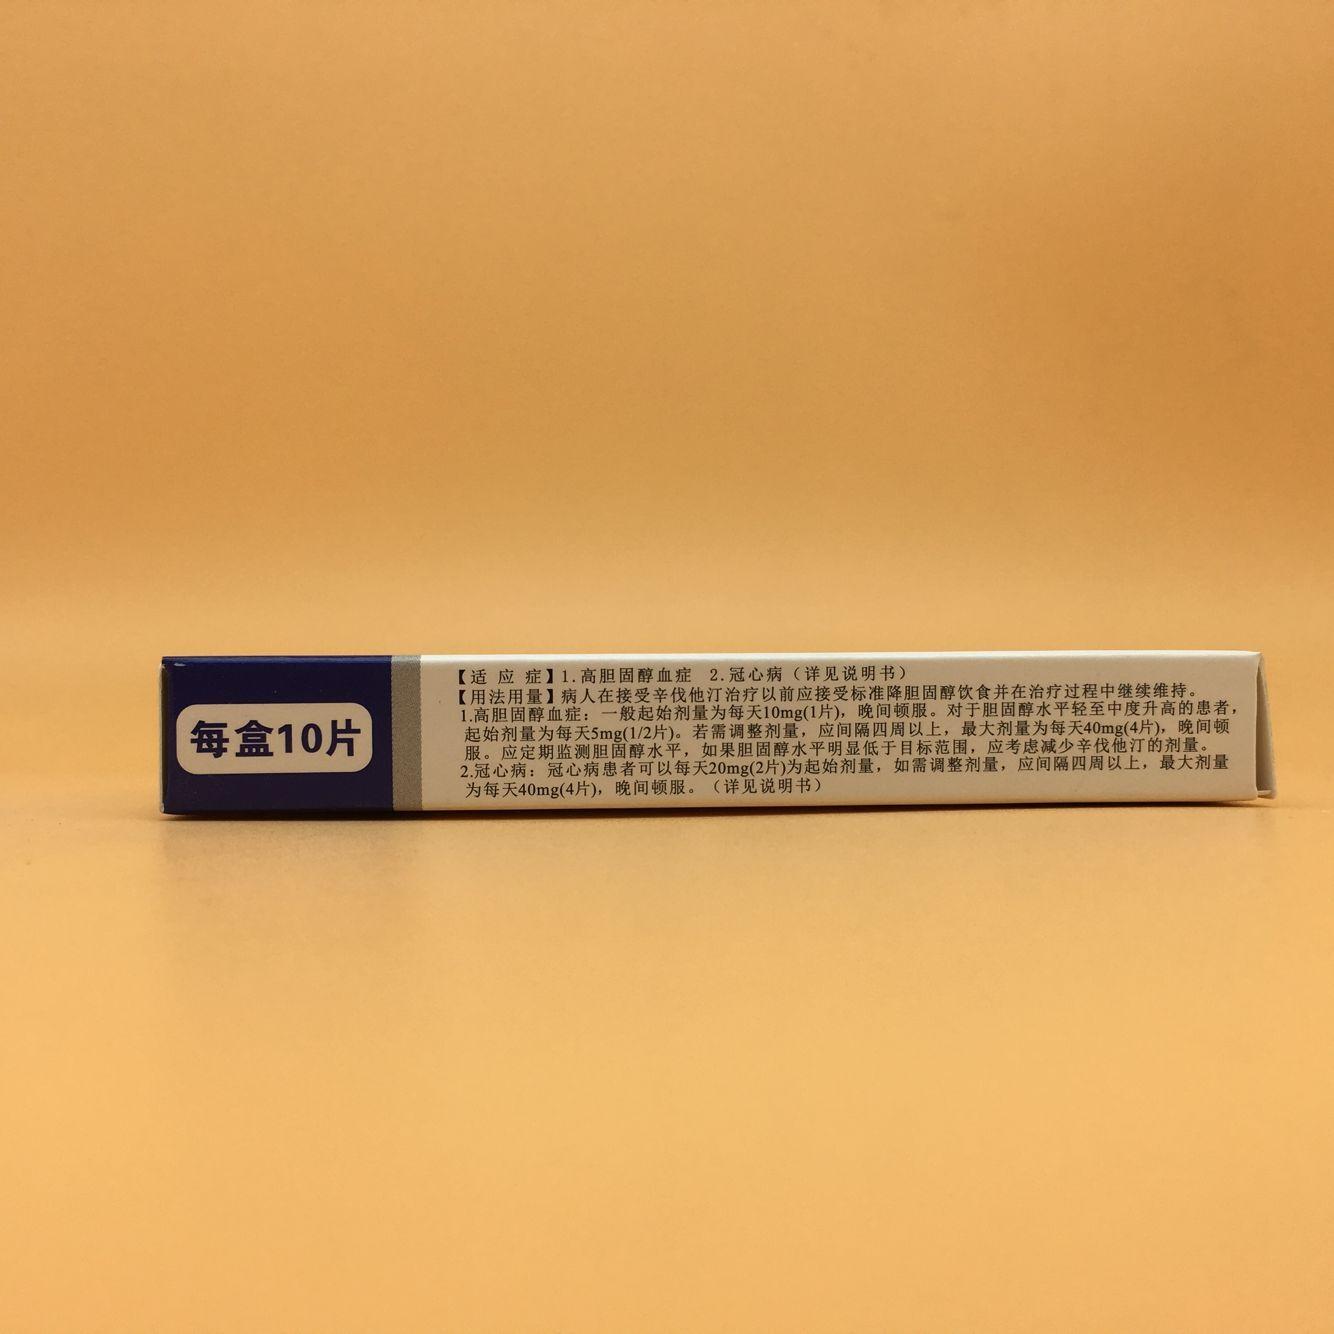 每盒10片
【适 应 症】1.高胆固醇血症 2.冠心病（详见说明书）
【用法用量】病人在接受辛伐他汀治疗以前应接受标准降胆固醇饮食并在治疗过程中继续维持。
1.高胆固醇血症：一般起始剂量为每天10mg(1片)，晚间顿服。对于胆固醇水平轻至中度升高的患者，
起始剂量为每天5mg(1/2片)。若需调整剂量，应间隔四周以上，最大剂量为每天40mg(4片)，晚间顿
服。应定期监测胆固醇水平，如果胆固醇水平明显低于目标范围，应考虑减少辛伐他汀的剂量。
2.冠心病：冠心病患者可以每天20mg(2片)为起始剂量，如需调整剂量，应间隔四周以上，最大剂量
为每天40mg(4片)，晚间顿服。（详见说明书）